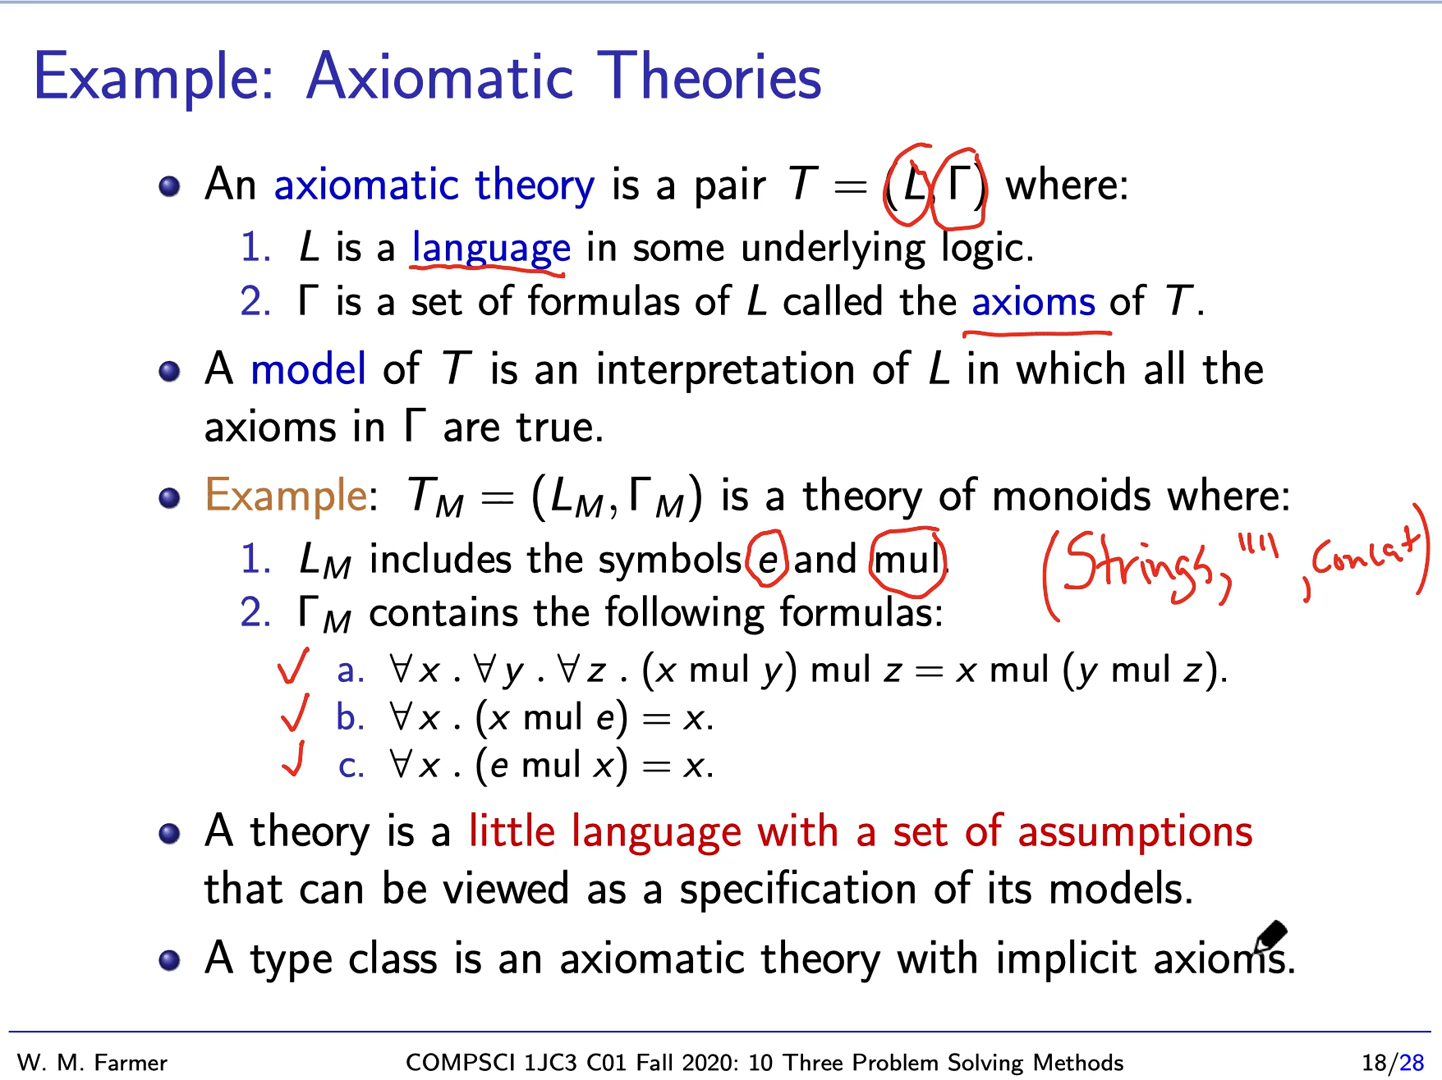 Example: Axiomatic Theories
An axiomatic theory is a pair T = (L, Γ) where:
1. L is a language in some underlying logic.
2. Γ is a set of formulas of L called the axioms of T.
A model of T is an interpretation of L in which all the
axioms in Γ are true.
Example: T_M = (L_M, Γ_M) is a theory of monoids where:
1. L_M includes the symbols e and mul.
(Strings, "", concat)
2. Γ_M contains the following formulas:
✓ a. ∀ x . ∀ y . ∀ z . (x mul y) mul z = x mul (y mul z).
✓ b. ∀ x . (x mul e) = x.
✓ c. ∀ x . (e mul x) = x.
A theory is a little language with a set of assumptions
that can be viewed as a specification of its models.
A type class is an axiomatic theory with implicit axioms.
W. M. Farmer COMPSCI 1JC3 C01 Fall 2020: 10 Three Problem Solving Methods 18/28